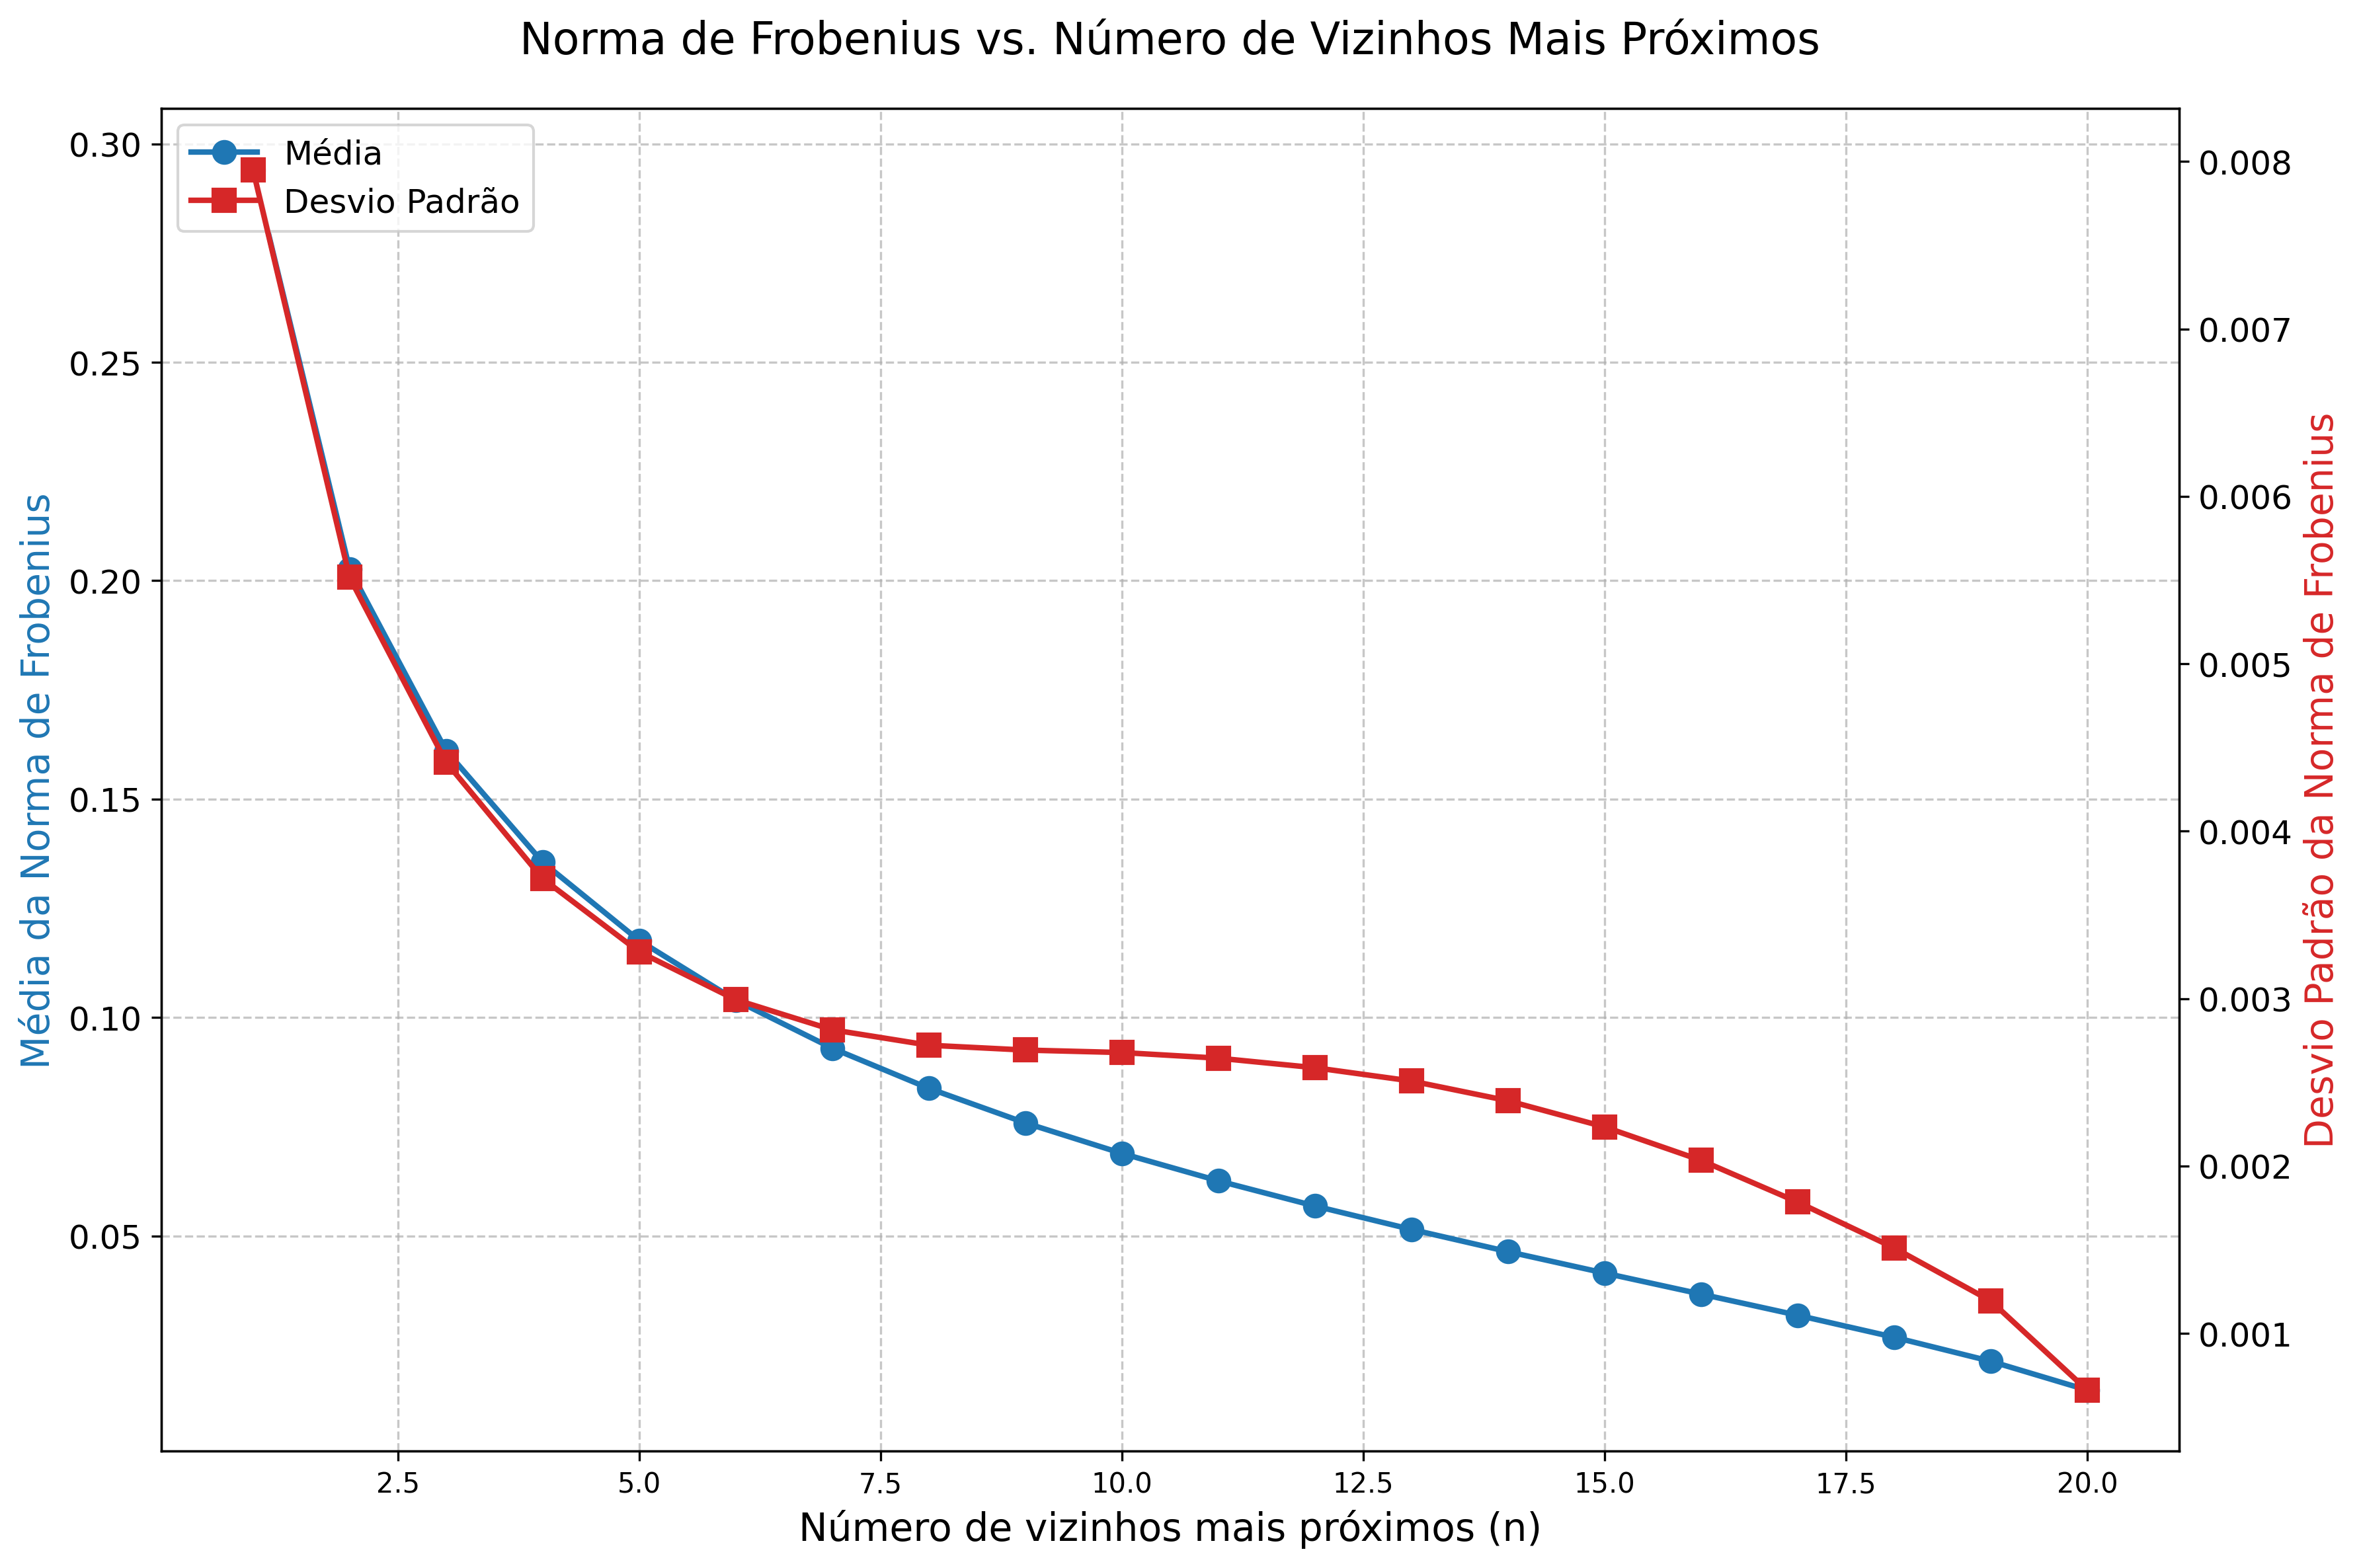 Norma de Frobenius vs. Número de Vizinhos Mais Próximos
Média
Desvio Padrão
Média da Norma de Frobenius
0.30
0.25
0.20
0.15
0.10
0.05
0.008
0.007
0.006
0.005
0.004
0.003
0.002
0.001
Desvio Padrão da Norma de Frobenius
2.5 5.0 7.5 10.0 12.5 15.0 17.5 20.0
Número de vizinhos mais próximos (n)